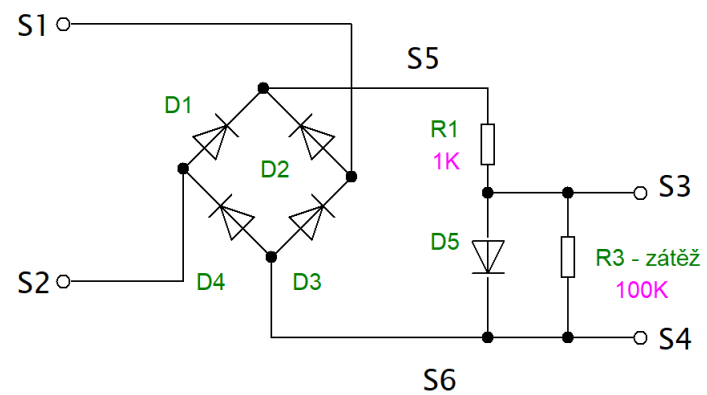 S1
S5
D1
R1
1K
D2
S3
D5
R3 - zátěž
100K
S2
D4
D3
S4
S6